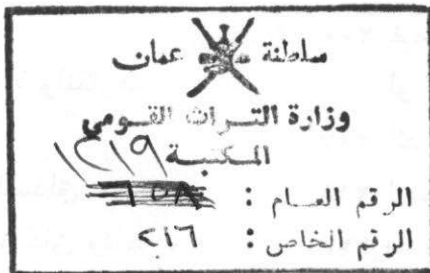 سلطنة عمان
وزارة التراث القومي
المكتبة ١٢١٩
الرقم العام :
الرقم الخاص : ٢١٦